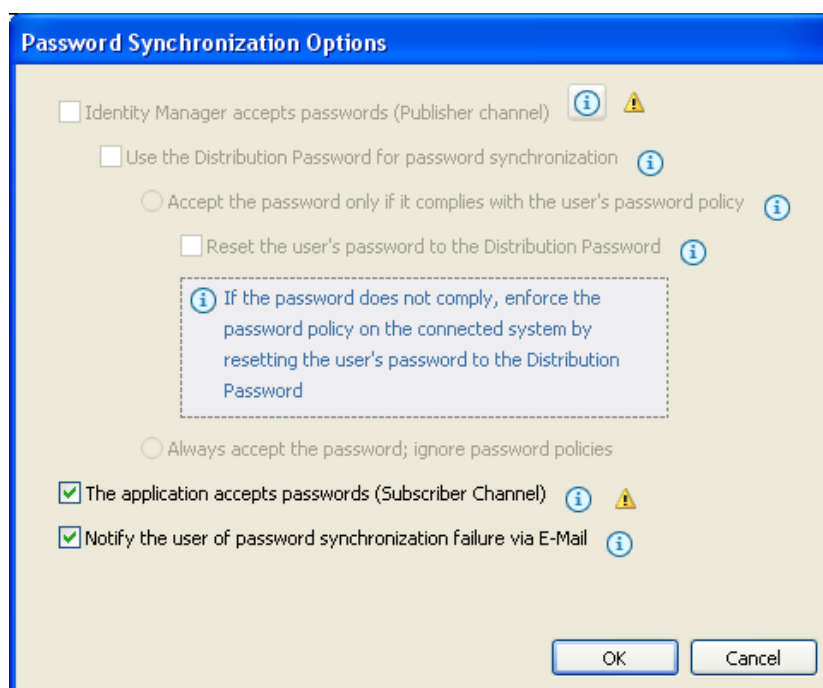 Password Synchronization Options
Identity Manager accepts passwords (Publisher channel)
Use the Distribution Password for password synchronization
Accept the password only if it complies with the user's password policy
Reset the user's password to the Distribution Password
If the password does not comply, enforce the
password policy on the connected system by
resetting the user's password to the Distribution
Password
Always accept the password; ignore password policies
The application accepts passwords (Subscriber Channel)
Notify the user of password synchronization failure via E-Mail
OK Cancel